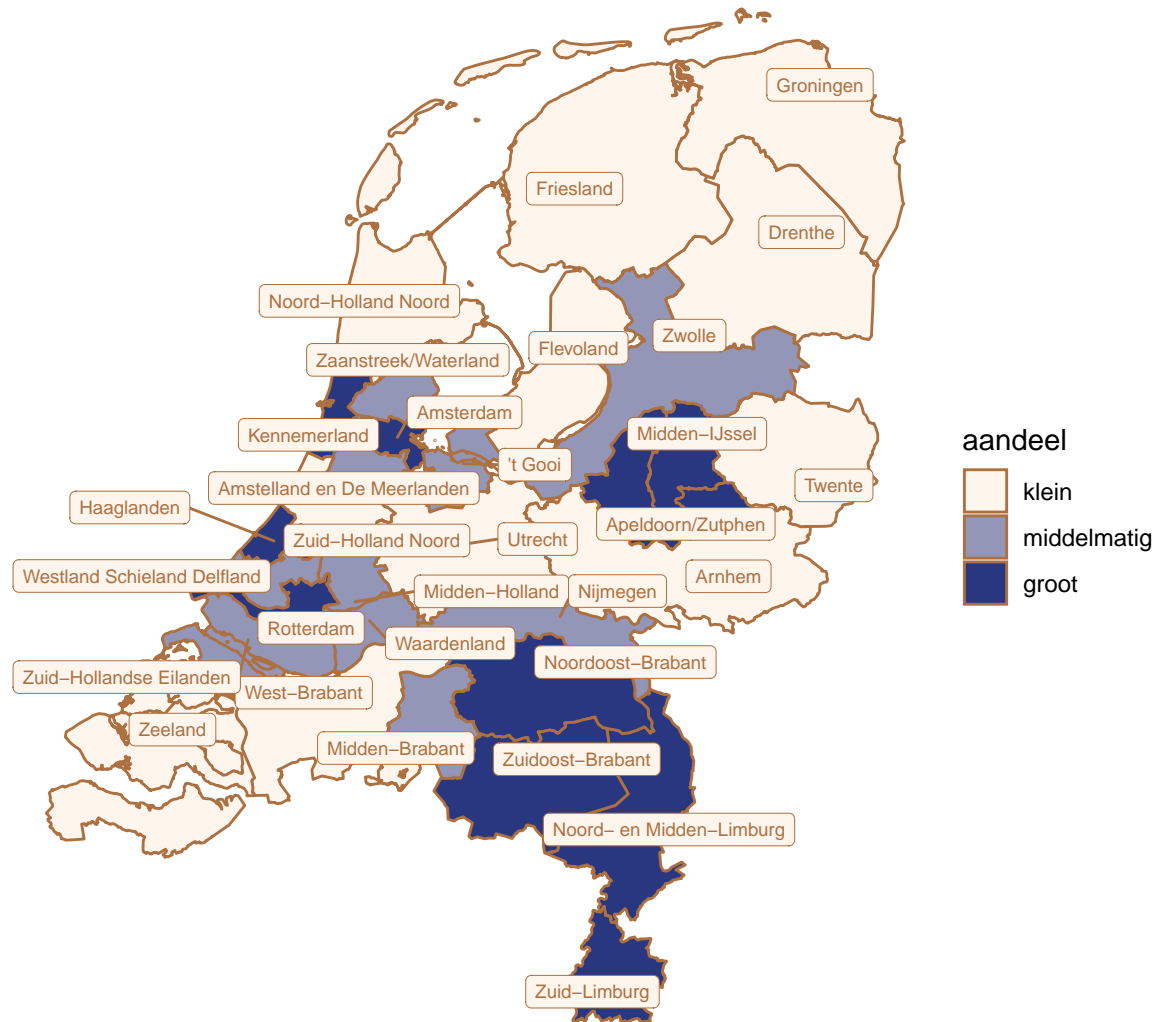 Groningen
Friesland
Drenthe
Noord−Holland Noord
Zwolle
Flevoland
Zaanstreek/Waterland
Amsterdam
Kennemerland
Midden−IJssel
't Gooi
Amstelland en De Meerlanden
Twente
Haaglanden
Apeldoorn/Zutphen
Zuid−Holland Noord
Utrecht
Westland Schieland Delfland
Arnhem
Midden−Holland
Nijmegen
Rotterdam
Waardenland
Noordoost−Brabant
Zuid−Hollandse Eilanden
West−Brabant
Zeeland
Midden−Brabant
Zuidoost−Brabant
Noord− en Midden−Limburg
Zuid−Limburg
aandeel
klein
middelmatig
groot